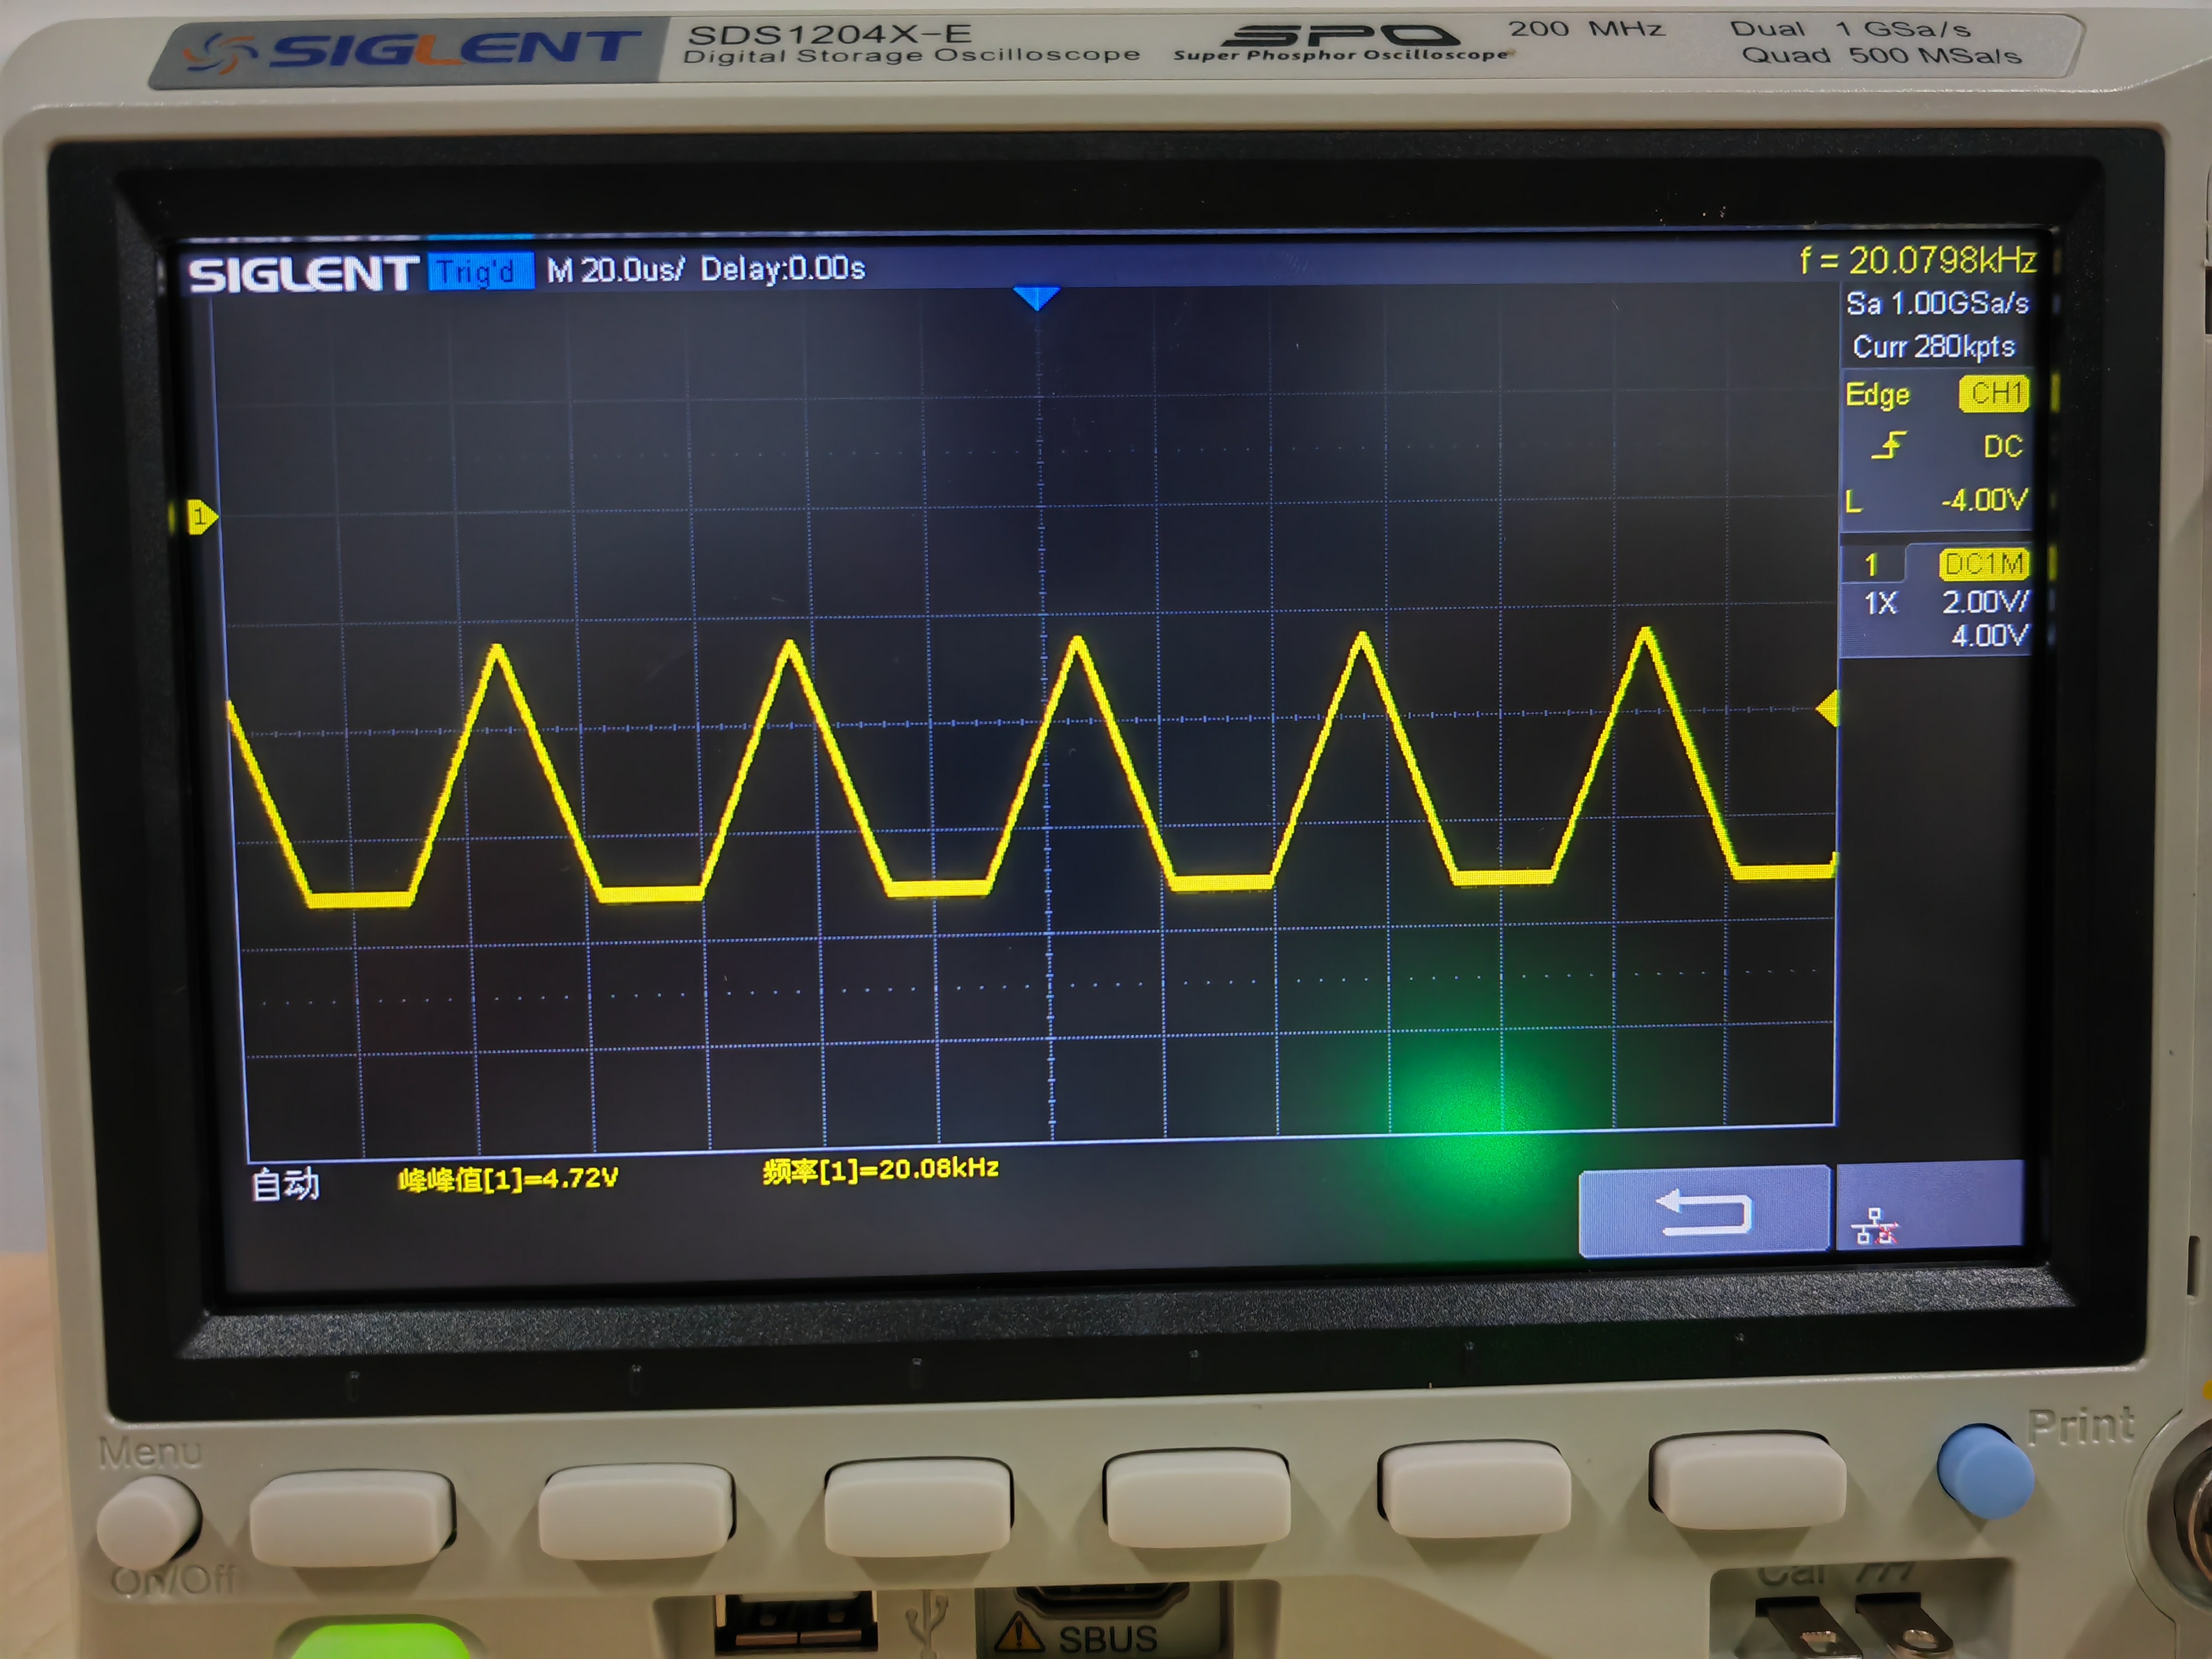 SIGLENT SDS1204X-E SPO 200 MHz Dual 1 GSa/s
Digital Storage Oscilloscope Super Phosphor Oscilloscope Quad 500 MSa/s
SIGLENT Trig'd M 20.0us/ Delay:0.00s f = 20.0798kHz
Sa 1.00GSa/s
Curr 280kpts
Edge CH1
DC
L -4.00V
1
1 DC1M
1X 2.00V/
4.00V
自动 峰峰值[1]=4.72V 频率[1]=20.08kHz
Menu
Print
On/Off
Cal
SBUS